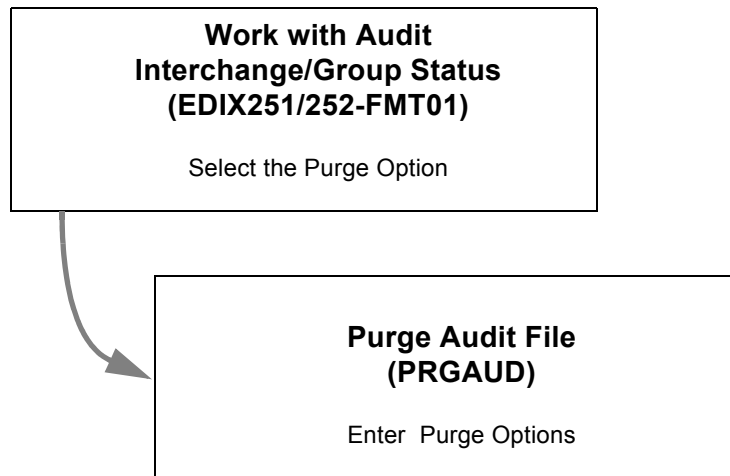 Work with Audit
Interchange/Group Status
(EDIX251/252-FMT01)
Select the Purge Option
Purge Audit File
(PRGAUD)
Enter Purge Options